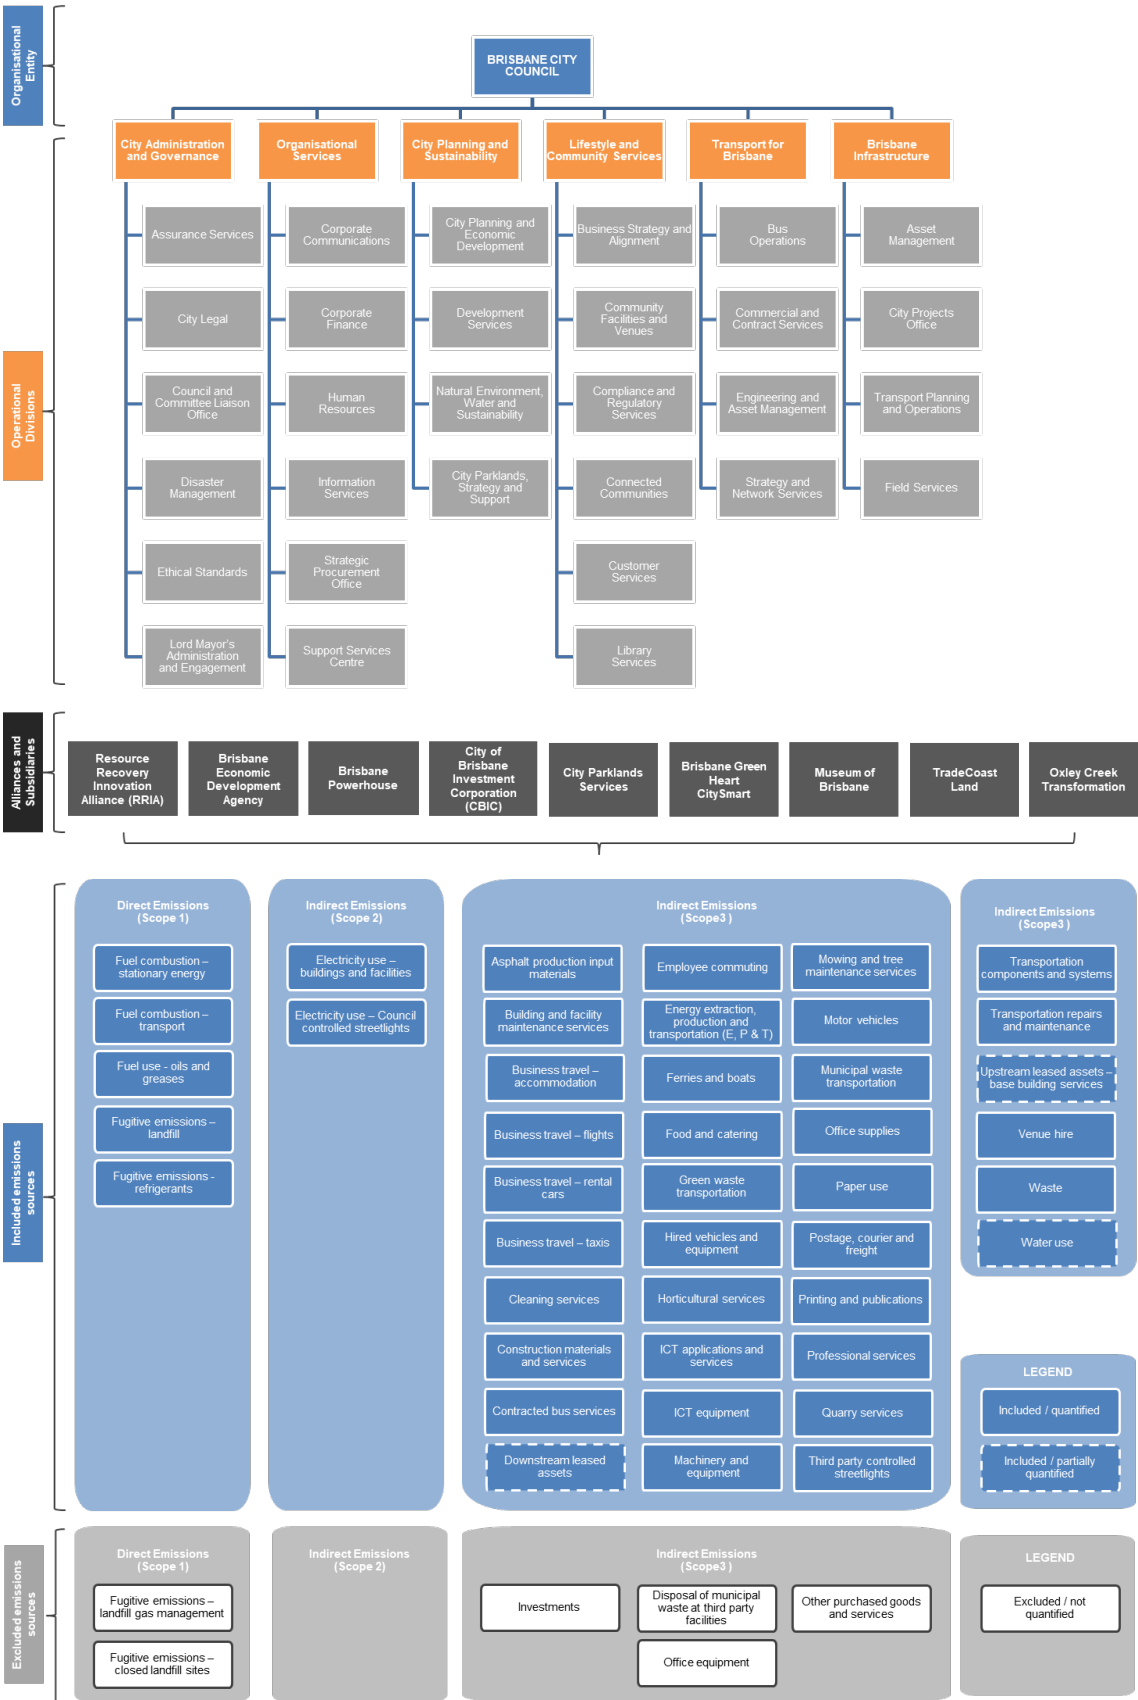 Organisational
Entity
BRISBANE CITY
COUNCIL
Operational
Divisions
City Administration
and Governance
Organisational
Services
City Planning and
Sustainability
Lifestyle and
Community Services
Transport for
Brisbane
Brisbane
Infrastructure
Assurance Services
Corporate
Communications
City Planning and
Economic
Development
Business Strategy and
Alignment
Bus
Operations
Asset
Management
City Legal
Corporate
Finance
Development
Services
Community
Facilities and
Venues
Commercial and
Contract Services
City Projects
Office
Council and
Committee Liaison
Office
Human
Resources
Natural Environment,
Water and
Sustainability
Compliance and
Regulatory
Services
Engineering and
Asset Management
Transport Planning
and Operations
Disaster
Management
Information
Services
City Parklands,
Strategy and
Support
Connected
Communities
Strategy and
Network Services
Field Services
Ethical Standards
Strategic
Procurement
Office
Customer
Services
Lord Mayor's
Administration
and Engagement
Support Services
Centre
Library
Services
Alliances and
Subsidiaries
Resource
Recovery
Innovation
Alliance (RRIA)
Brisbane
Economic
Development
Agency
Brisbane
Powerhouse
City of
Brisbane
Investment
Corporation
(CBIC)
City Parklands
Services
Brisbane Green
Heart
CitySmart
Museum of
Brisbane
TradeCoast
Land
Oxley Creek
Transformation
Included emissions
sources
Direct Emissions
(Scope 1)
Fuel combustion –
stationary energy
Fuel combustion –
transport
Fuel use - oils and
greases
Fugitive emissions –
landfill
Fugitive emissions -
refrigerants
Indirect Emissions
(Scope 2)
Electricity use –
buildings and facilities
Electricity use – Council
controlled streetlights
Indirect Emissions
(Scope3 )
Asphalt production input
materials
Building and facility
maintenance services
Business travel –
accommodation
Business travel – flights
Business travel – rental
cars
Business travel – taxis
Cleaning services
Construction materials
and services
Contracted bus services
Downstream leased
assets
Employee commuting
Energy extraction,
production and
transportation (E, P & T)
Ferries and boats
Food and catering
Green waste
transportation
Hired vehicles and
equipment
Horticultural services
ICT applications and
services
ICT equipment
Machinery and
equipment
Mowing and tree
maintenance services
Motor vehicles
Municipal waste
transportation
Office supplies
Paper use
Postage, courier and
freight
Printing and publications
Professional services
Quarry services
Third party controlled
streetlights
Indirect Emissions
(Scope3 )
Transportation
components and systems
Transportation repairs
and maintenance
Upstream leased assets –
base building services
Venue hire
Waste
Water use
LEGEND
Included / quantified
Included / partially
quantified
Excluded emissions
sources
Direct Emissions
(Scope 1)
Fugitive emissions –
landfill gas management
Fugitive emissions –
closed landfill sites
Indirect Emissions
(Scope 2)
Indirect Emissions
(Scope3 )
Investments
Disposal of municipal
waste at third party
facilities
Other purchased goods
and services
Office equipment
LEGEND
Excluded / not
quantified